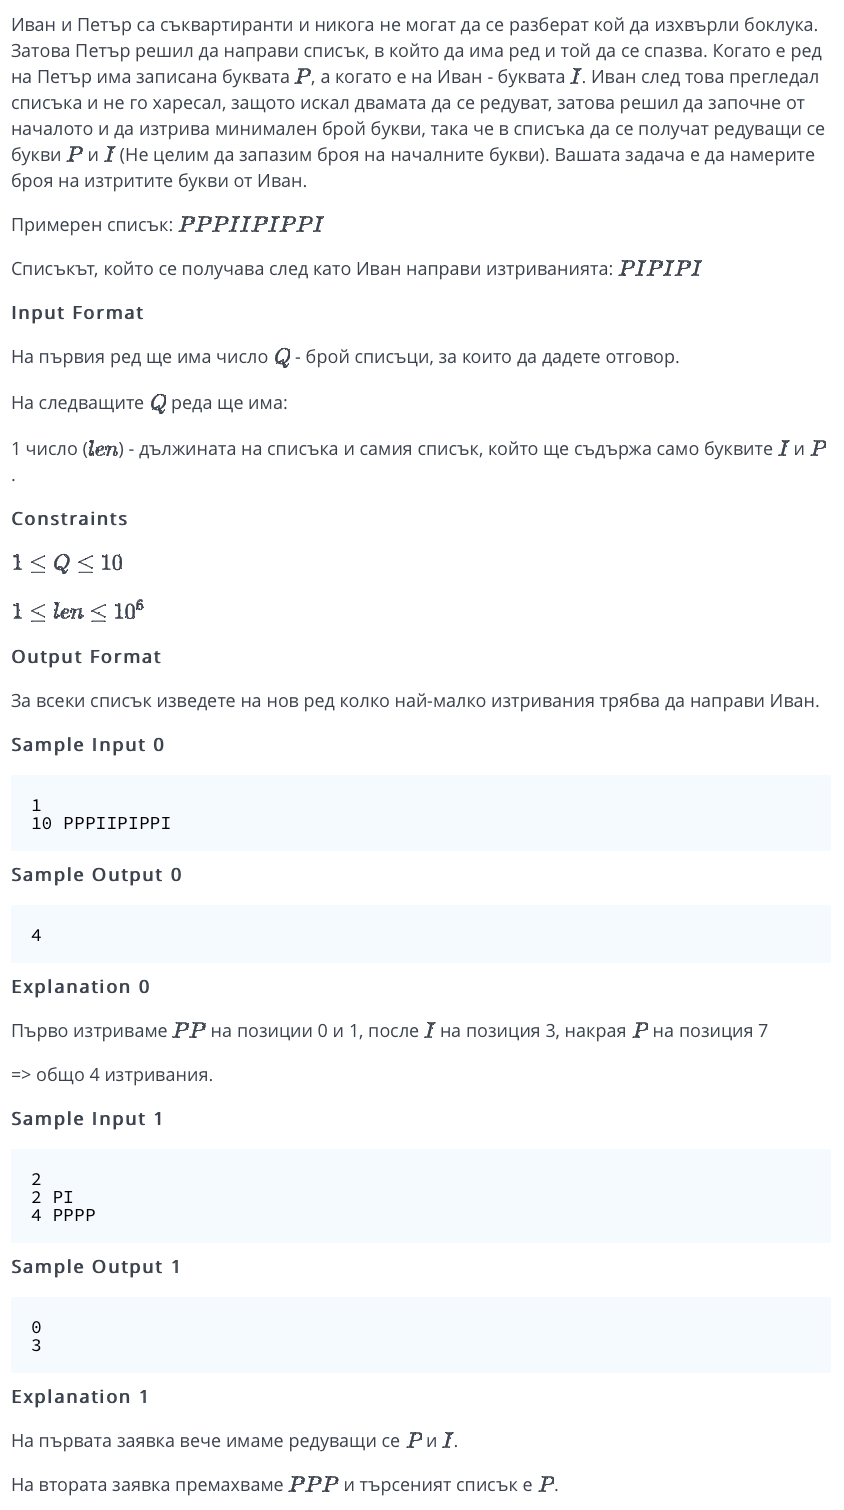 Иван и Петър са съквартиранти и никога не могат да се разберат кой да изхвърли боклука.
Затова Петър решил да направи списък, в който да има ред и той да се спазва. Когато е ред
на Петър има записана буквата P, а когато е на Иван - буквата I. Иван след това прегледал
списъка и не го харесал, защото искал двамата да се редуват, затова решил да започне от
началото и да изтрива минимален брой букви, така че в списъка да се получат редуващи се
букви P и I (Не целим да запазим броя на началните букви). Вашата задача е да намерите
броя на изтритите букви от Иван.
Примерен списък: PPPIIPIPPI
Списъкът, който се получава след като Иван направи изтриванията: PIPIPI
Input Format
На първия ред ще има число Q - брой списъци, за които да дадете отговор.
На следващите Q реда ще има:
1 число (len) - дължината на списъка и самия списък, който ще съдържа само буквите I и P
.
Constraints
1 ≤ Q ≤ 10
1 ≤ len ≤ 10⁶
Output Format
За всеки списък изведете на нов ред колко най-малко изтривания трябва да направи Иван.
Sample Input 0
1
10 PPPIIPIPPI
Sample Output 0
4
Explanation 0
Първо изтриваме PP на позиции 0 и 1, после I на позиция 3, накрая P на позиция 7
=> общо 4 изтривания.
Sample Input 1
2
2 PI
4 PPPP
Sample Output 1
0
3
Explanation 1
На първата заявка вече имаме редуващи се P и I.
На втората заявка премахваме PPP и търсеният списък е P.